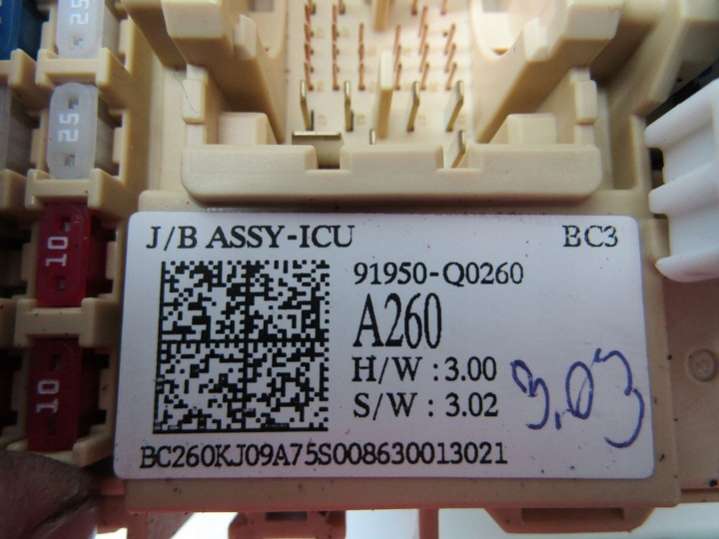 25
25
10
10
J/B ASSY-ICU BC3
91950-Q0260
A260
H/W : 3.00
S/W : 3.02
3.03
BC260KJ09A75S008630013021